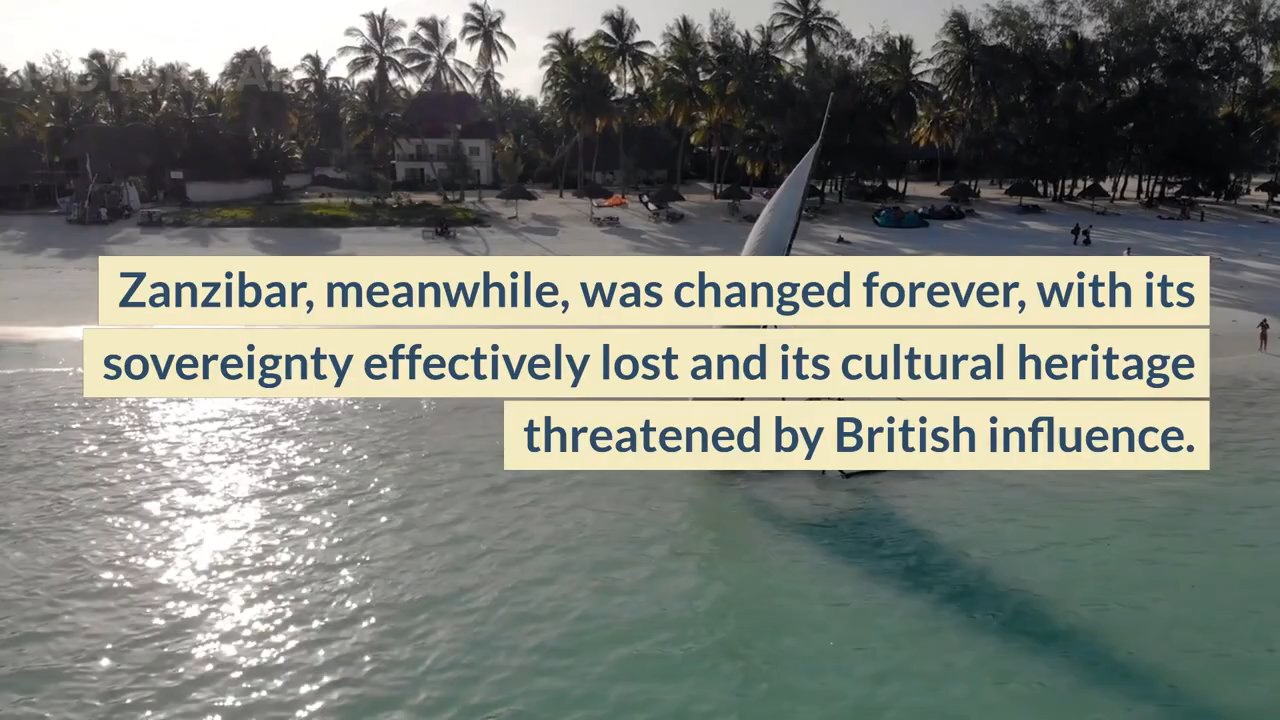 Zanzibar, meanwhile, was changed forever, with its
sovereignty effectively lost and its cultural heritage
threatened by British influence.